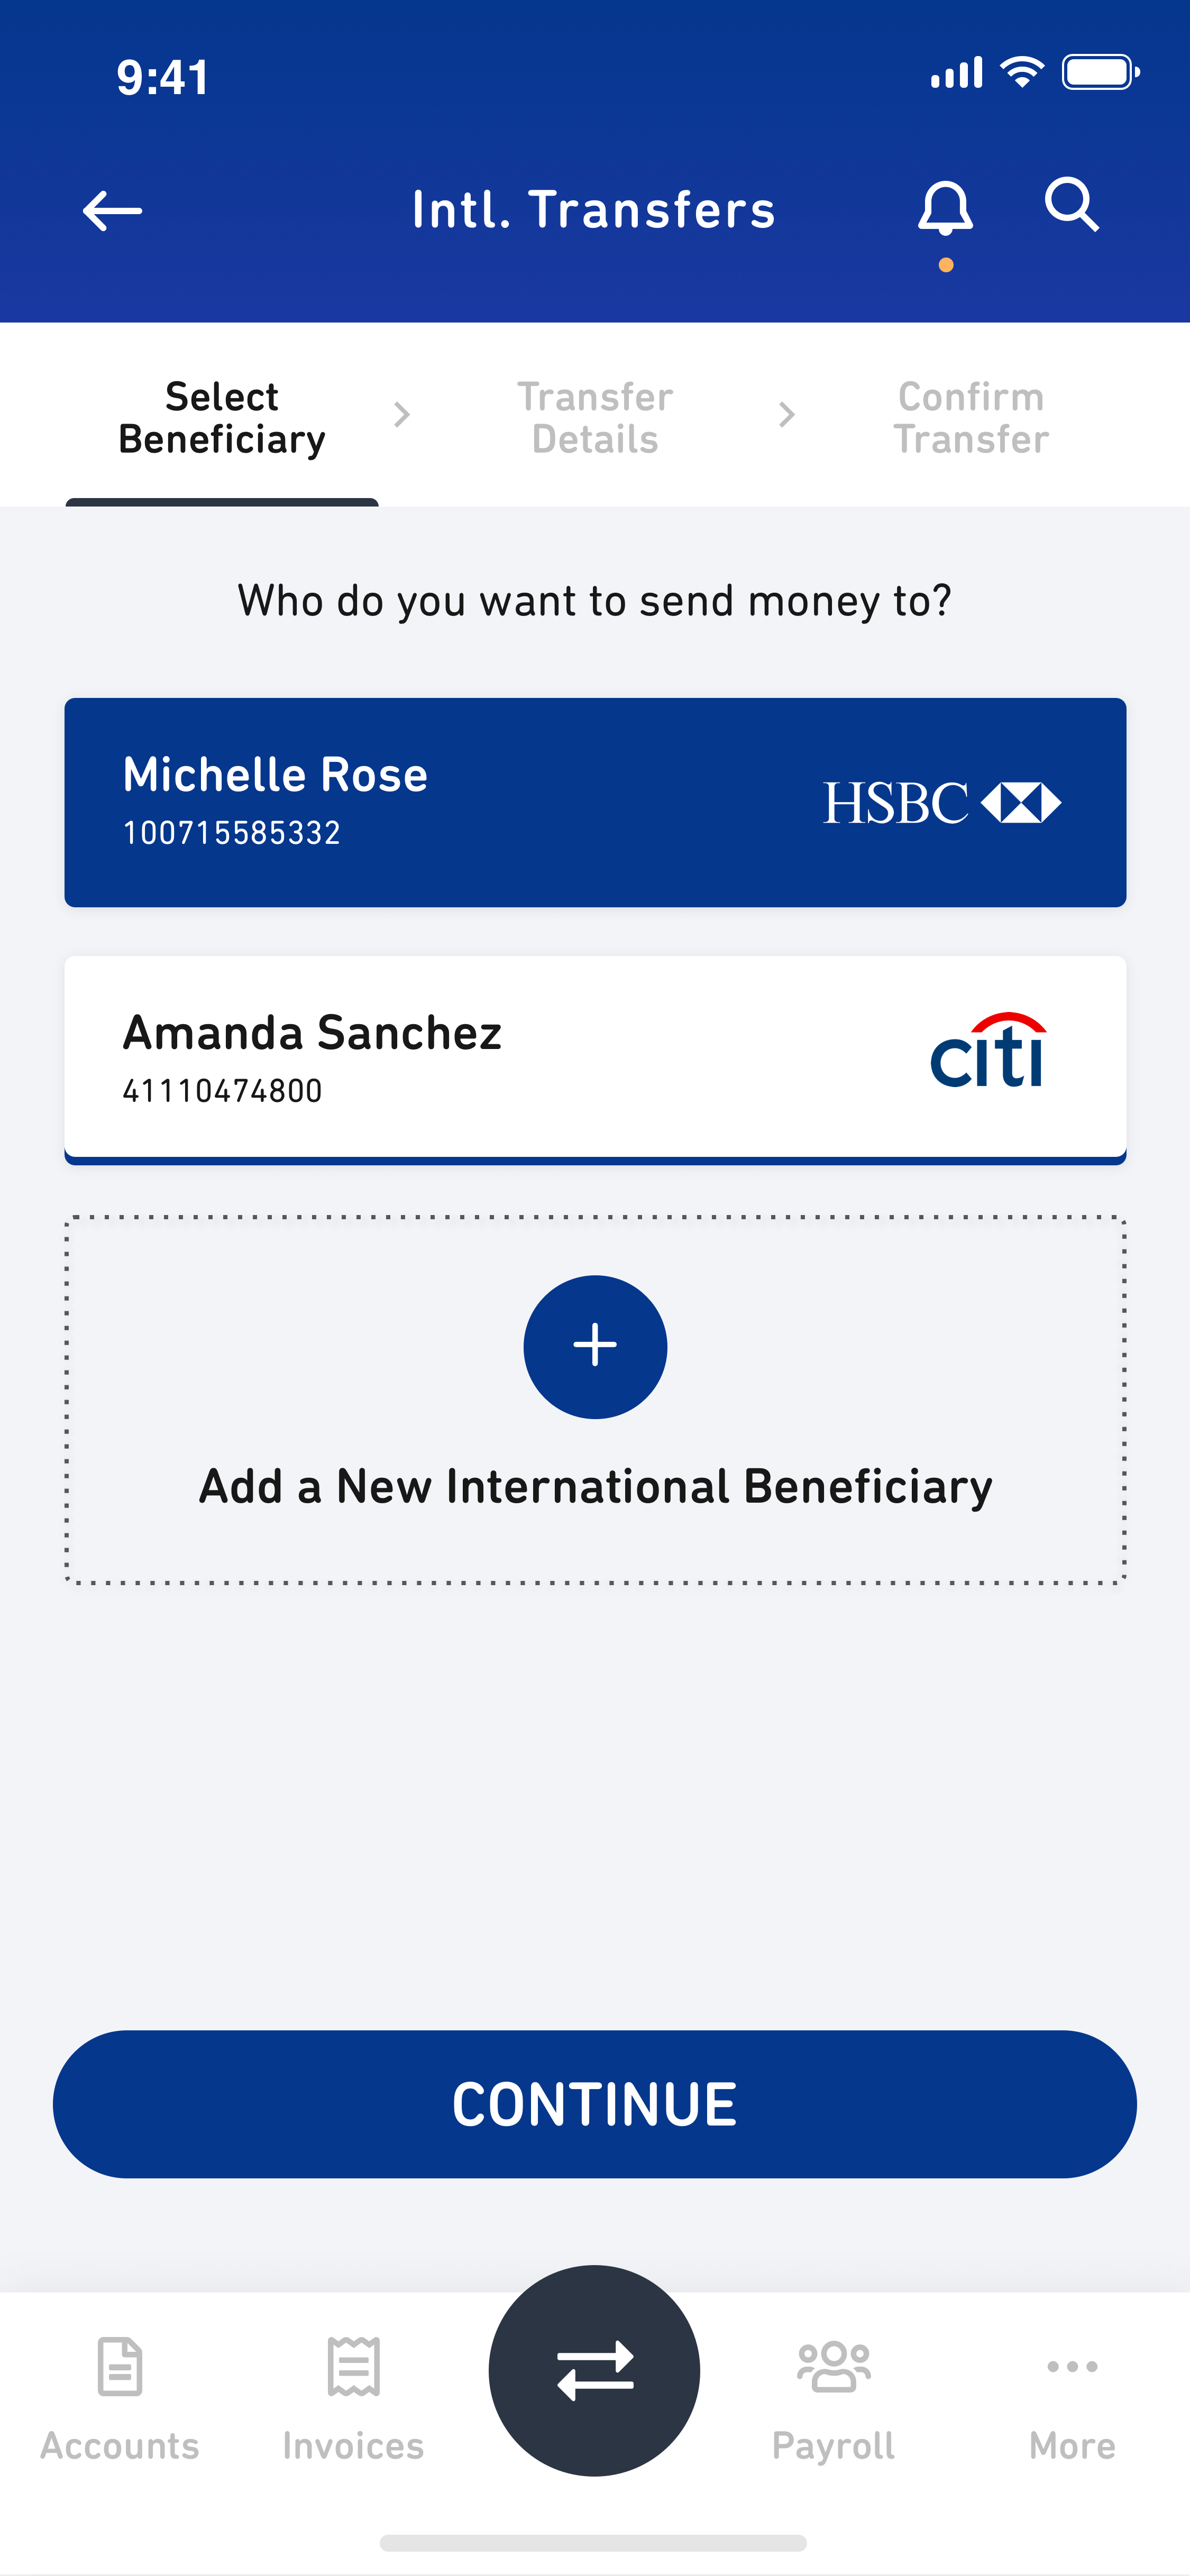 9:41
Intl. Transfers
Select
Beneficiary
Transfer
Details
Confirm
Transfer
Who do you want to send money to?
Michelle Rose
100715585332
HSBC
Amanda Sanchez
41110474800
citi
Add a New International Beneficiary
CONTINUE
Accounts
Invoices
Payroll
More